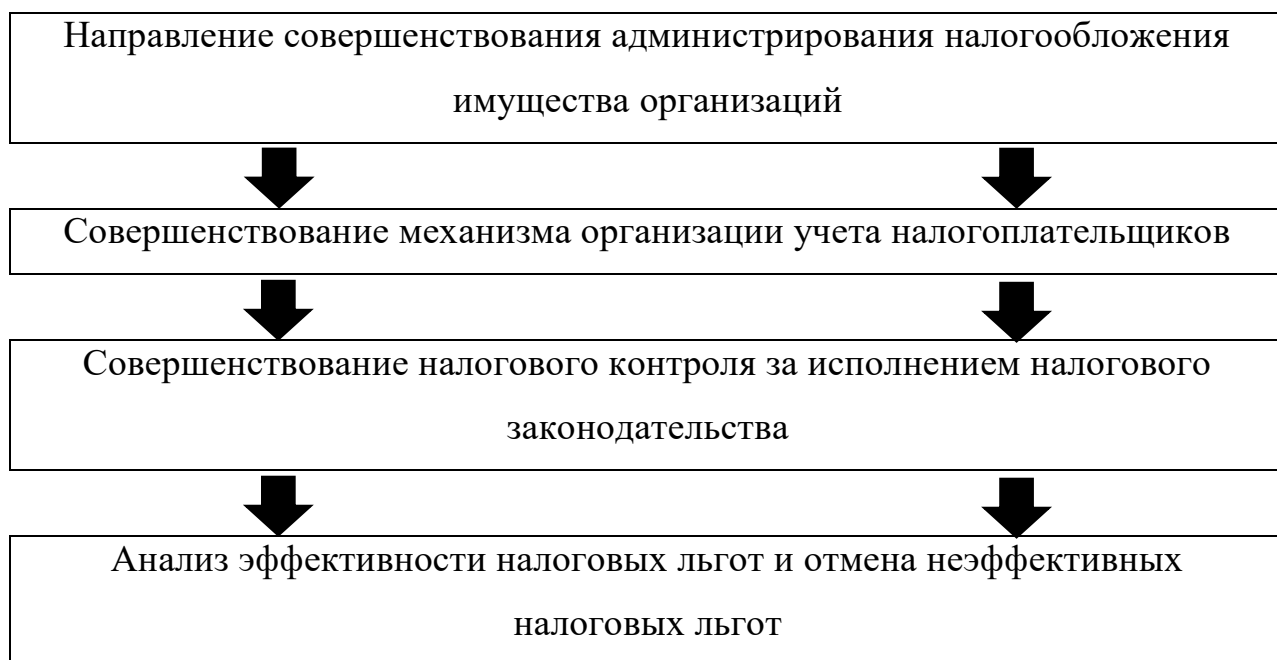 Направление совершенствования администрирования налогообложения
имущества организаций
Совершенствование механизма организации учета налогоплательщиков
Совершенствование налогового контроля за исполнением налогового
законодательства
Анализ эффективности налоговых льгот и отмена неэффективных
налоговых льгот